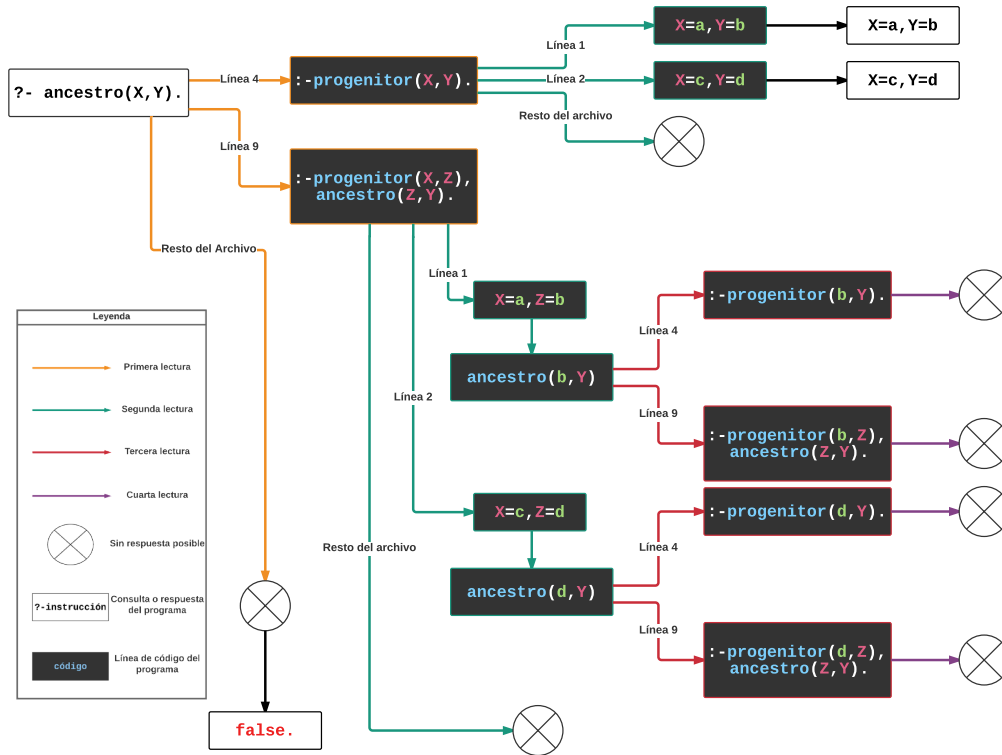 ?- ancestro(X,Y).
Línea 4
:-progenitor(X,Y).
Línea 1
X=a,Y=b
X=a,Y=b
Línea 2
X=c,Y=d
X=c,Y=d
Resto del archivo
Línea 9
:-progenitor(X,Z),
ancestro(Z,Y).
Resto del Archivo
Línea 1
X=a,Z=b
ancestro(b,Y)
Línea 4
:-progenitor(b,Y).
Línea 9
:-progenitor(b,Z),
ancestro(Z,Y).
Línea 2
X=c,Z=d
ancestro(d,Y)
Línea 4
:-progenitor(d,Y).
Línea 9
:-progenitor(d,Z),
ancestro(Z,Y).
Resto del archivo
false.
Leyenda
Primera lectura
Segunda lectura
Tercera lectura
Cuarta lectura
Sin respuesta posible
?-instrucción
Consulta o respuesta
del programa
código
Línea de código del
programa